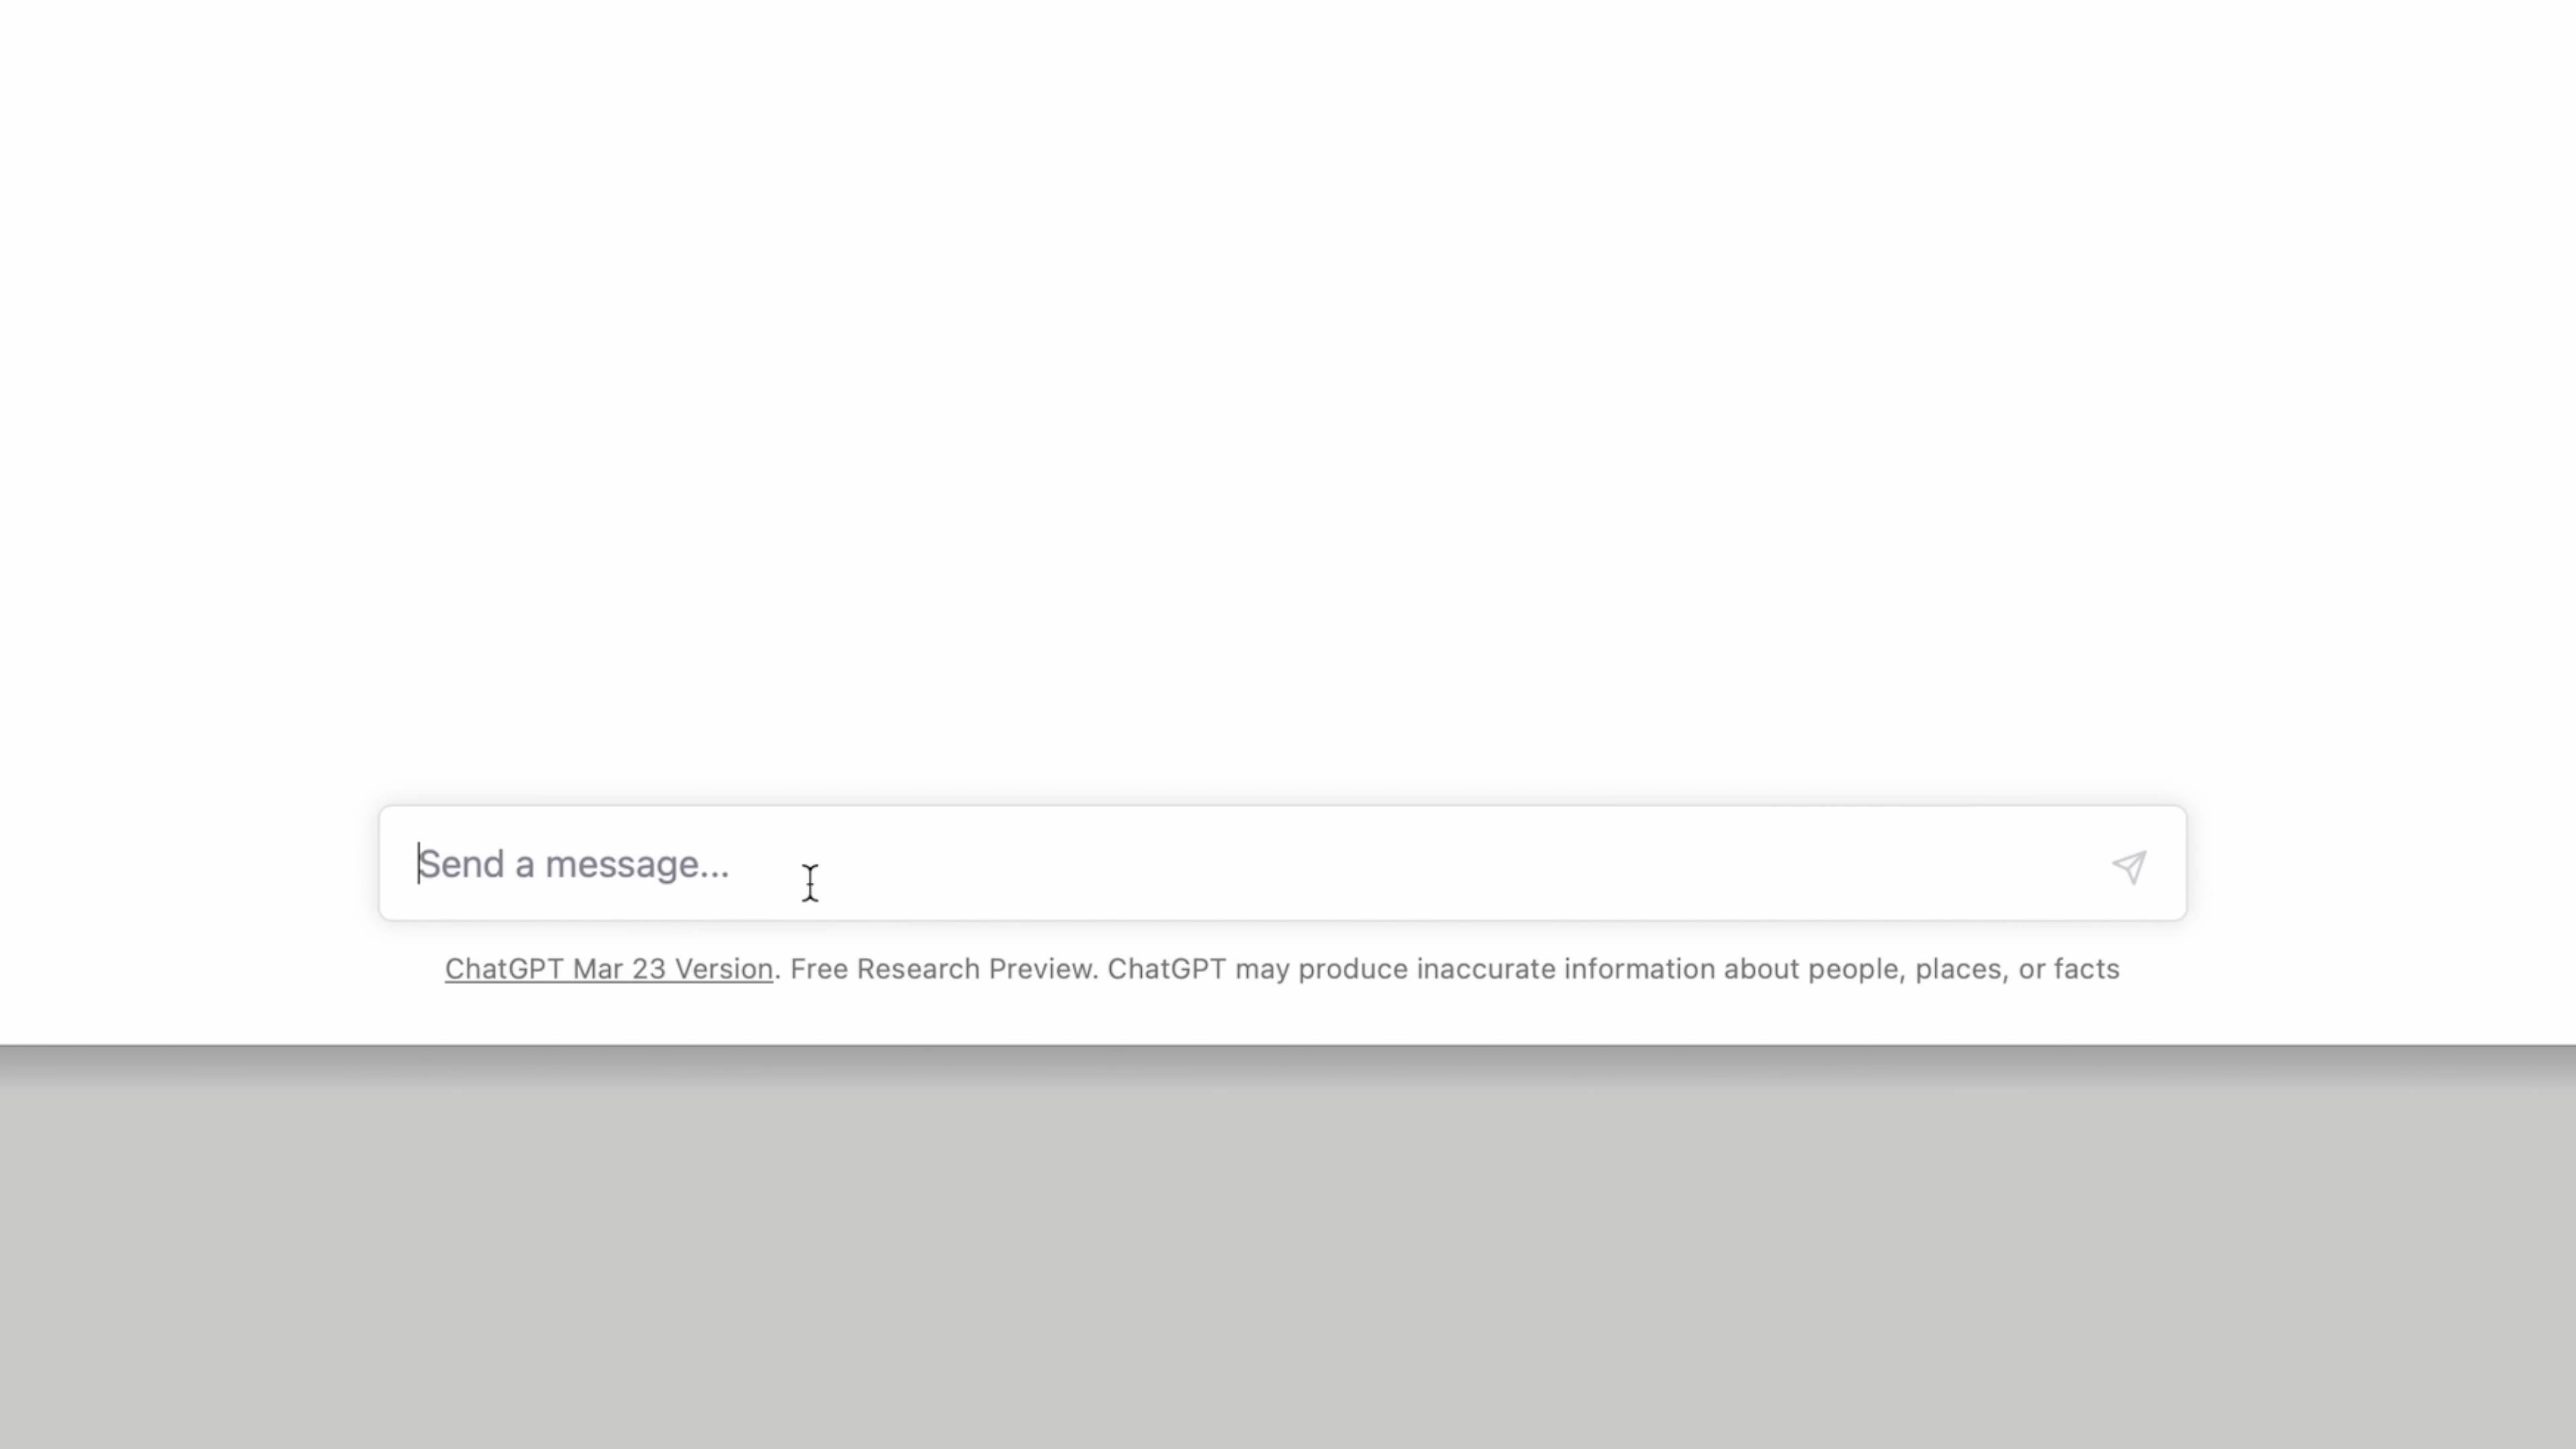 Send a message...
ChatGPT Mar 23 Version. Free Research Preview. ChatGPT may produce inaccurate information about people, places, or facts